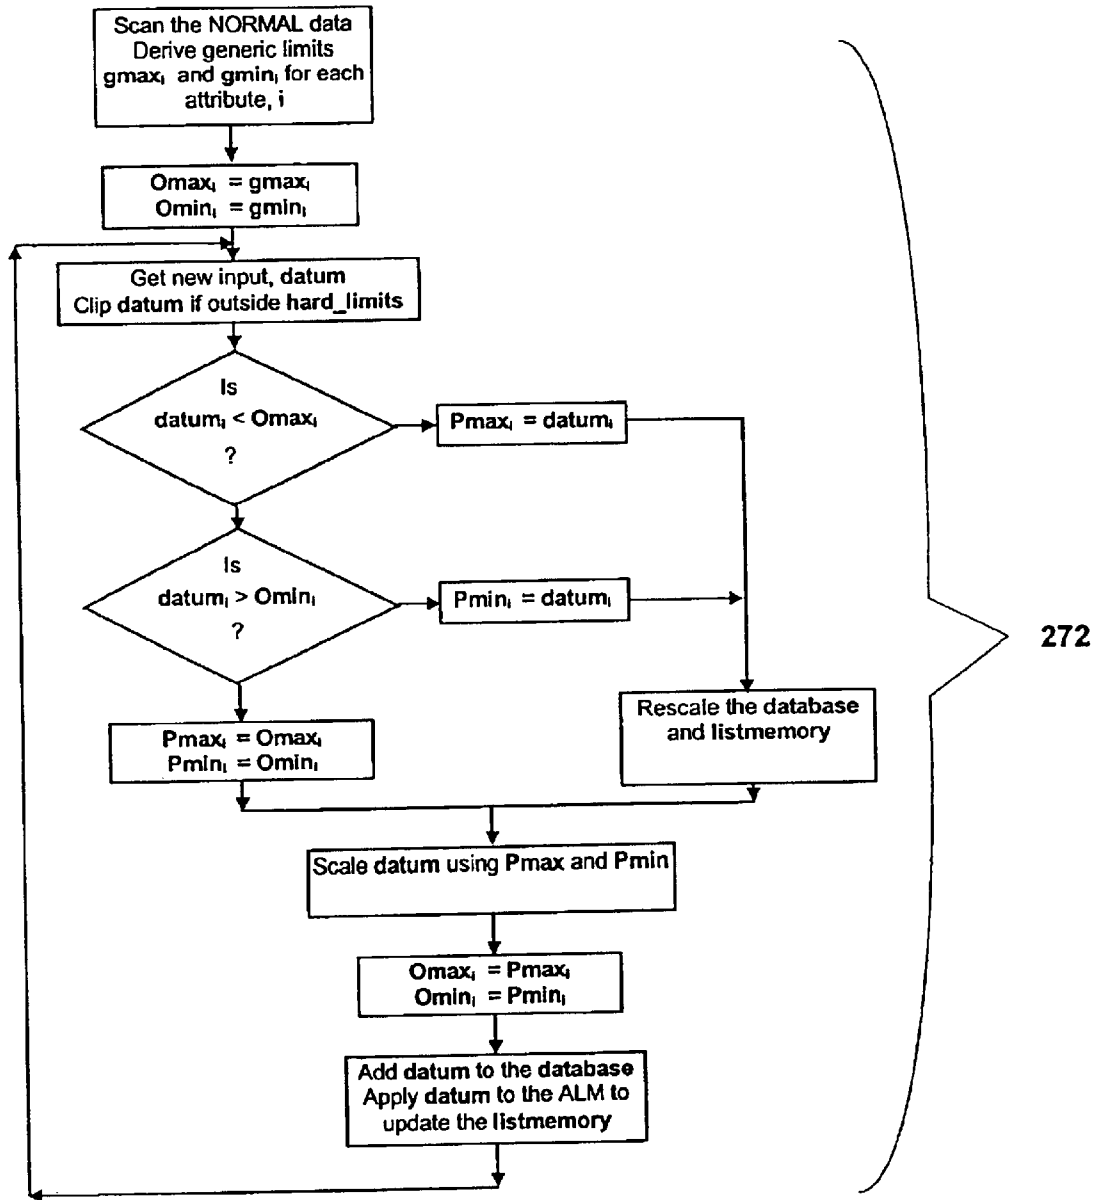 Scan the NORMAL data
Derive generic limits
gmaxᵢ and gminᵢ for each
attribute, i
Omaxᵢ = gmaxᵢ
Ominᵢ = gminᵢ
Get new input, datum
Clip datum if outside hard_limits
Is
datumᵢ < Omaxᵢ
?
Pmaxᵢ = datumᵢ
Is
datumᵢ > Ominᵢ
?
Pminᵢ = datumᵢ
272
Pmaxᵢ = Omaxᵢ
Pminᵢ = Ominᵢ
Rescale the database
and listmemory
Scale datum using Pmax and Pmin
Omaxᵢ = Pmaxᵢ
Ominᵢ = Pminᵢ
Add datum to the database
Apply datum to the ALM to
update the listmemory